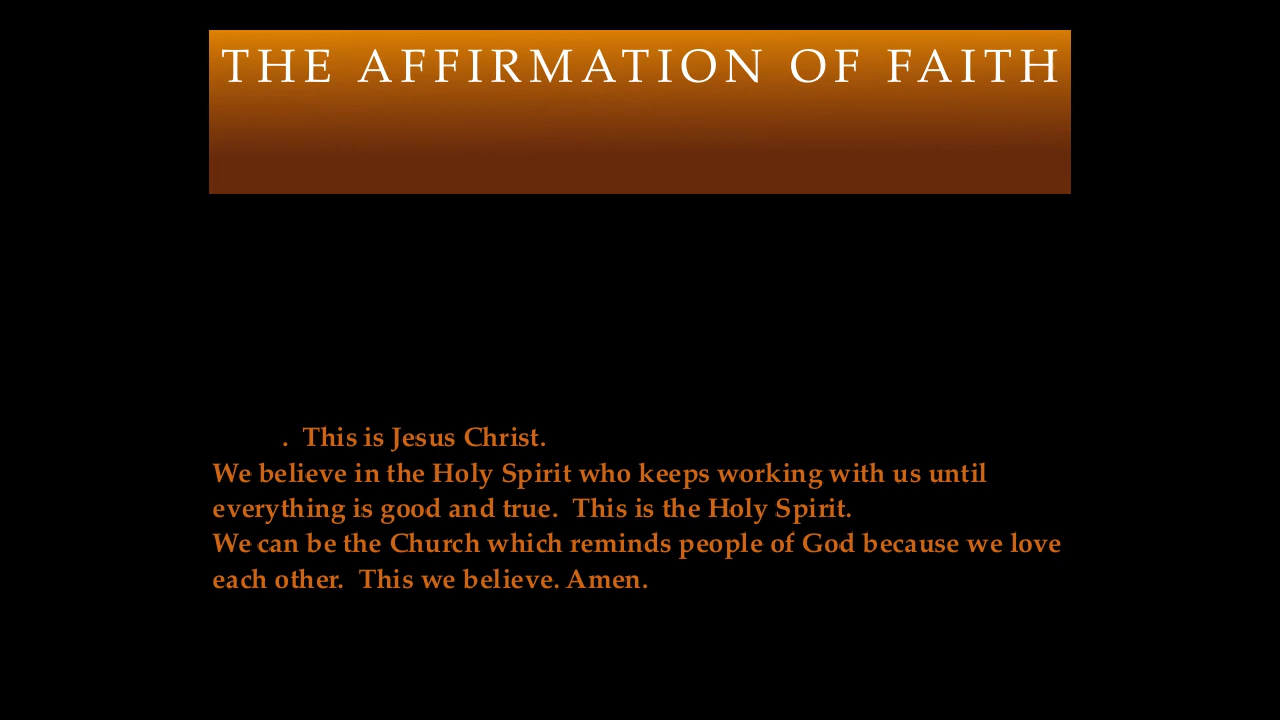 THE AFFIRMATION OF FAITH
. This is Jesus Christ.
We believe in the Holy Spirit who keeps working with us until
everything is good and true. This is the Holy Spirit.
We can be the Church which reminds people of God because we love
each other. This we believe. Amen.